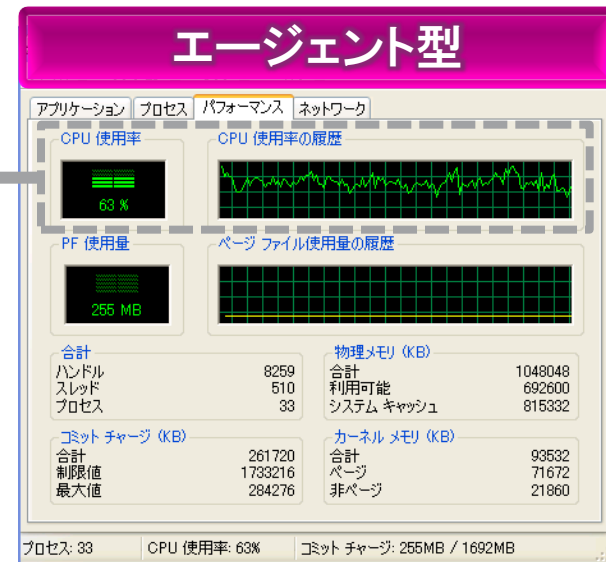 エージェント型
アプリケーション プロセス パフォーマンス ネットワーク
CPU 使用率 CPU 使用率の履歴
63 %
PF 使用量 ページ ファイル使用量の履歴
255 MB
合計 物理メモリ (KB)
ハンドル 8259 合計 1048048
スレッド 510 利用可能 692600
プロセス 33 システム キャッシュ 815332
コミット チャージ (KB) カーネル メモリ (KB)
合計 261720 合計 93532
制限値 1733216 ページ 71672
最大値 284276 非ページ 21860
プロセス: 33 CPU 使用率: 63% コミット チャージ: 255MB / 1692MB